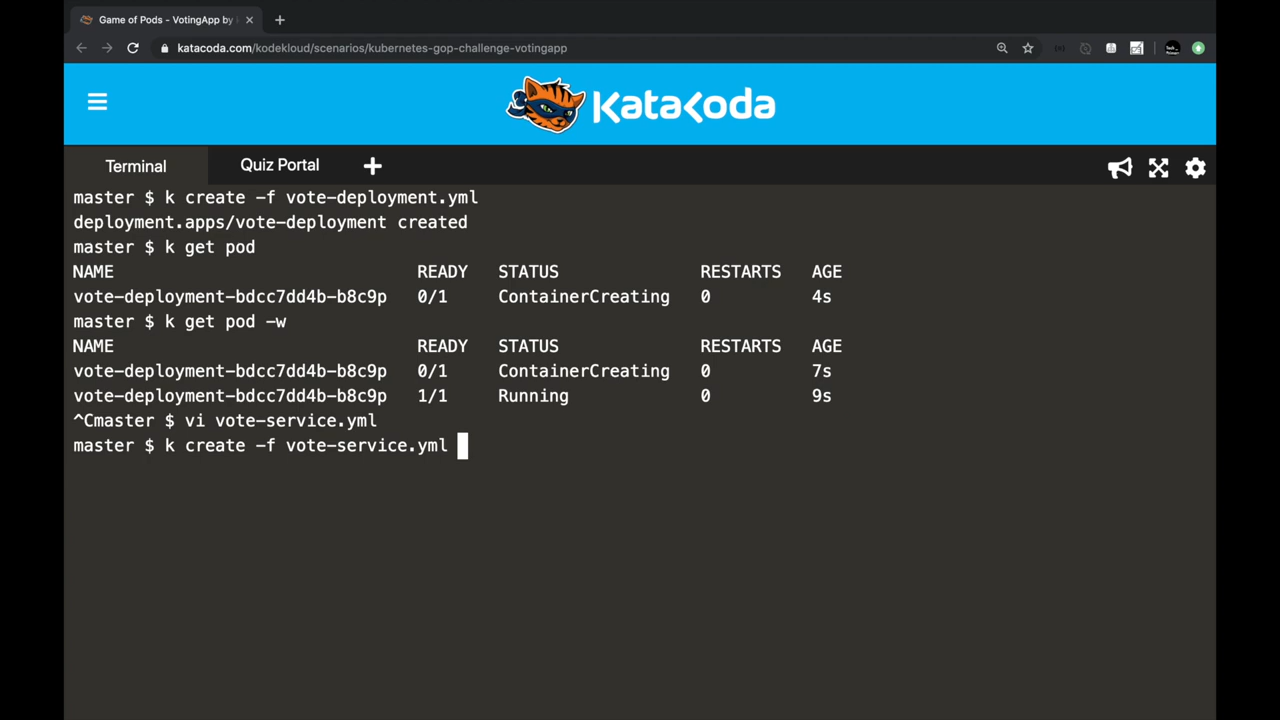 Game of Pods - VotingApp by
katacoda.com/kodekloud/scenarios/kubernetes-gop-challenge-votingapp
Katacoda
Terminal
Quiz Portal
master $ k create -f vote-deployment.yml
deployment.apps/vote-deployment created
master $ k get pod
NAME READY STATUS RESTARTS AGE
vote-deployment-bdcc7dd4b-b8c9p 0/1 ContainerCreating 0 4s
master $ k get pod -w
NAME READY STATUS RESTARTS AGE
vote-deployment-bdcc7dd4b-b8c9p 0/1 ContainerCreating 0 7s
vote-deployment-bdcc7dd4b-b8c9p 1/1 Running 0 9s
^Cmaster $ vi vote-service.yml
master $ k create -f vote-service.yml